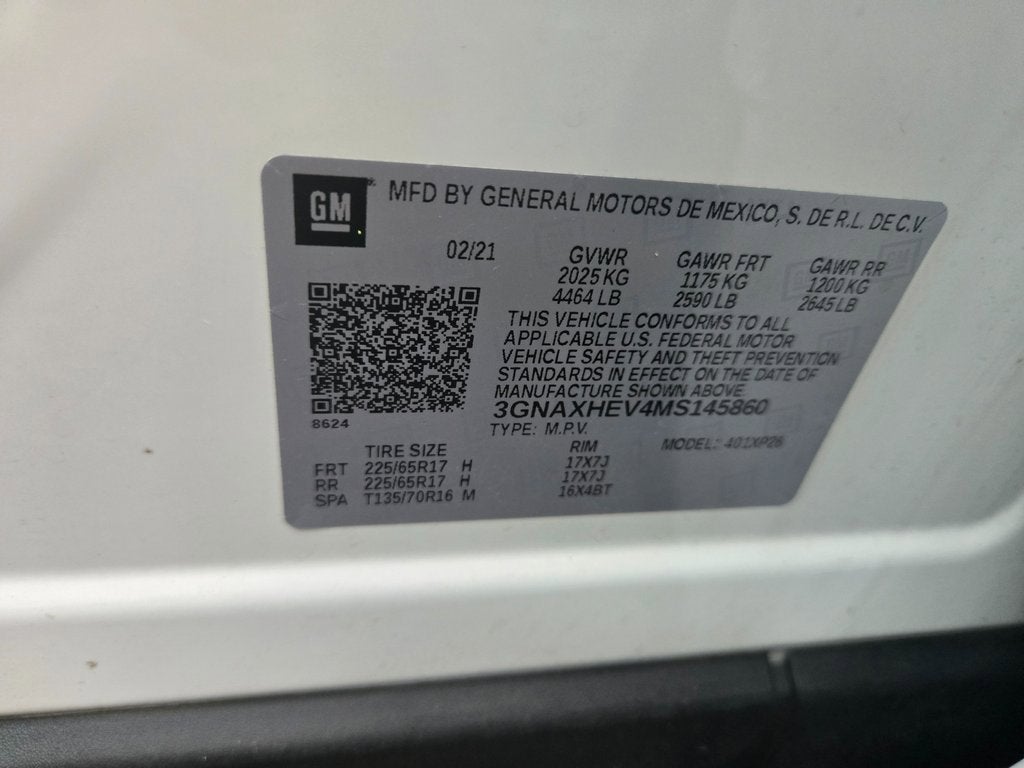 GM MFD BY GENERAL MOTORS DE MEXICO, S. DE R.L. DE C.V.
02/21 GVWR GAWR FRT GAWR RR
2025 KG 1175 KG 1200 KG
4464 LB 2590 LB 2645 LB
THIS VEHICLE CONFORMS TO ALL
APPLICABLE U.S. FEDERAL MOTOR
VEHICLE SAFETY AND THEFT PREVENTION
STANDARDS IN EFFECT ON THE DATE OF
MANUFACTURE SHOWN ABOVE.
3GNAXHEV4MS145860
8624
TYPE: M.P.V. MODEL: 401XP26
TIRE SIZE RIM
FRT 225/65R17 H 17X7J
RR 225/65R17 H 17X7J
SPA T135/70R16 M 16X4BT